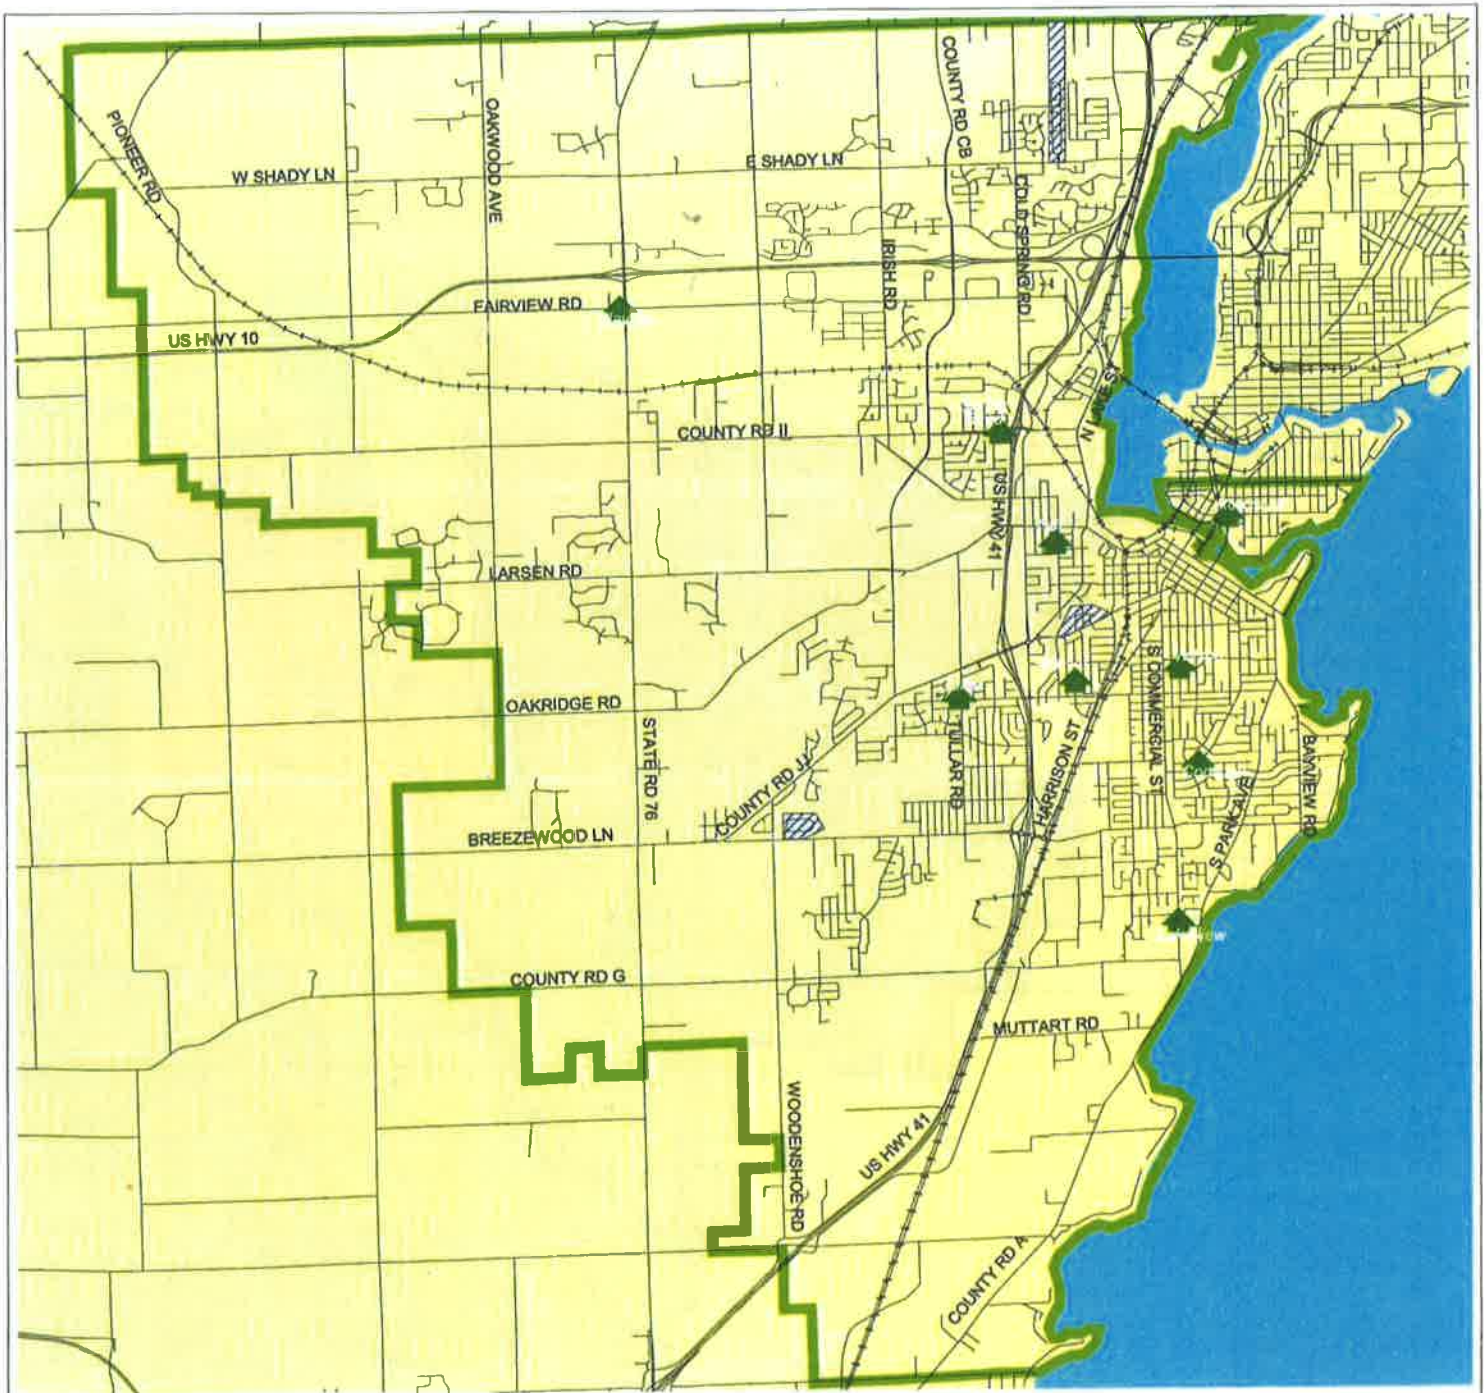 COUNTY RD CB
PIONEER RD
OAKWOOD AVE
E SHADY LN
W SHADY LN
COLD SPRING RD
IRISH RD
FAIRVIEW RD
US HWY 10
N LAKE ST
COUNTY RD II
US HWY 41
LARSEN RD
OAKRIDGE RD
STATE RD 76
S COMMERCIAL ST
TULLAR RD
HARRISON ST
BAYVIEW RD
COUNTY RD JJ
S PARK AVE
BREEZEWOOD LN
COUNTY RD G
MUTTART RD
WOODENSHOE RD
US HWY 41
COUNTY RD A